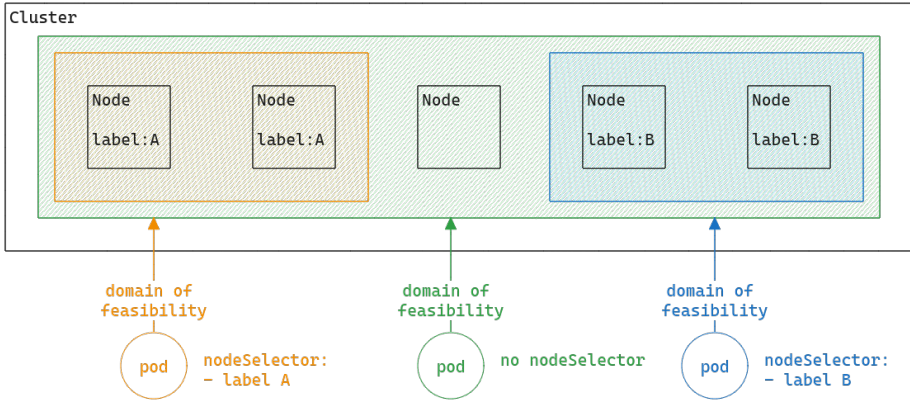 Cluster
Node
label:A
Node
label:A
Node
Node
label:B
Node
label:B
domain of
feasibility
domain of
feasibility
domain of
feasibility
pod
nodeSelector:
- label A
pod
no nodeSelector
pod
nodeSelector:
- label B